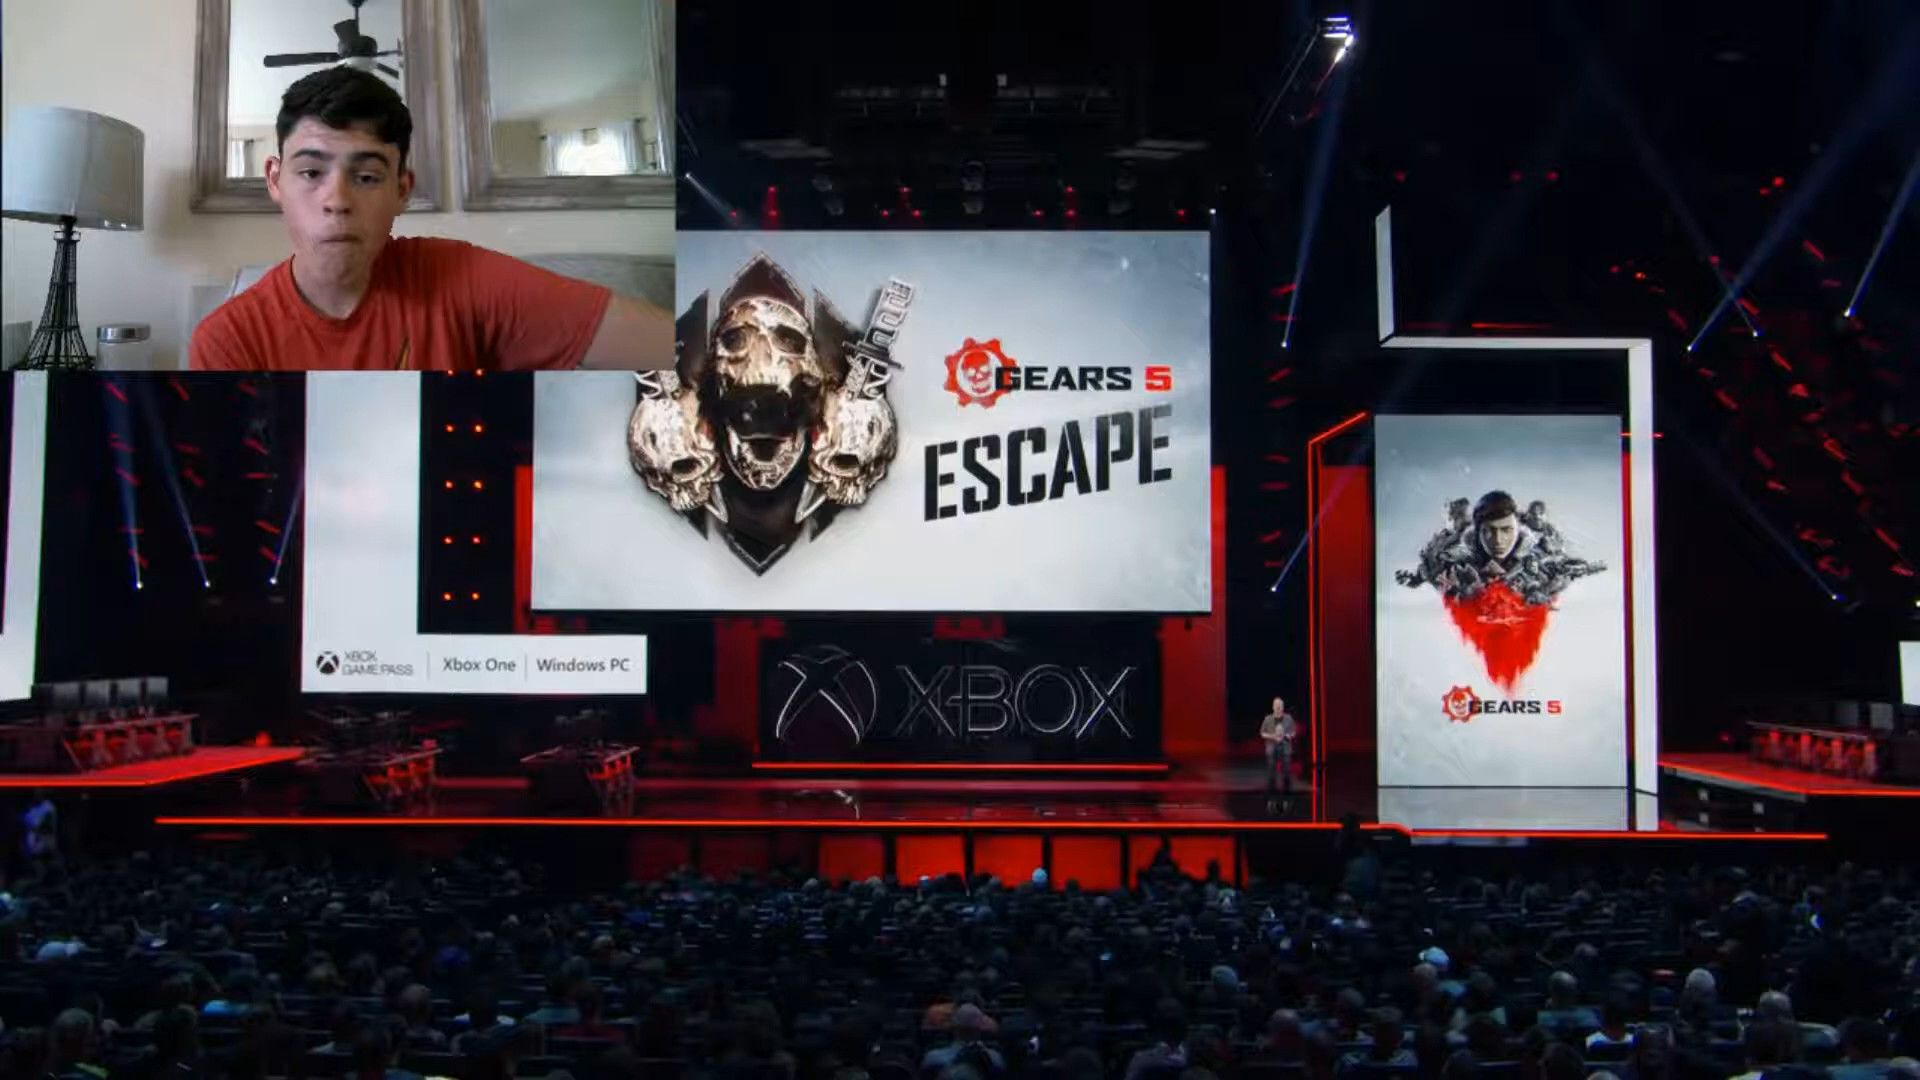 GEARS 5
ESCAPE
XBOX
GAME PASS
Xbox One
Windows PC
XBOX
GEARS 5